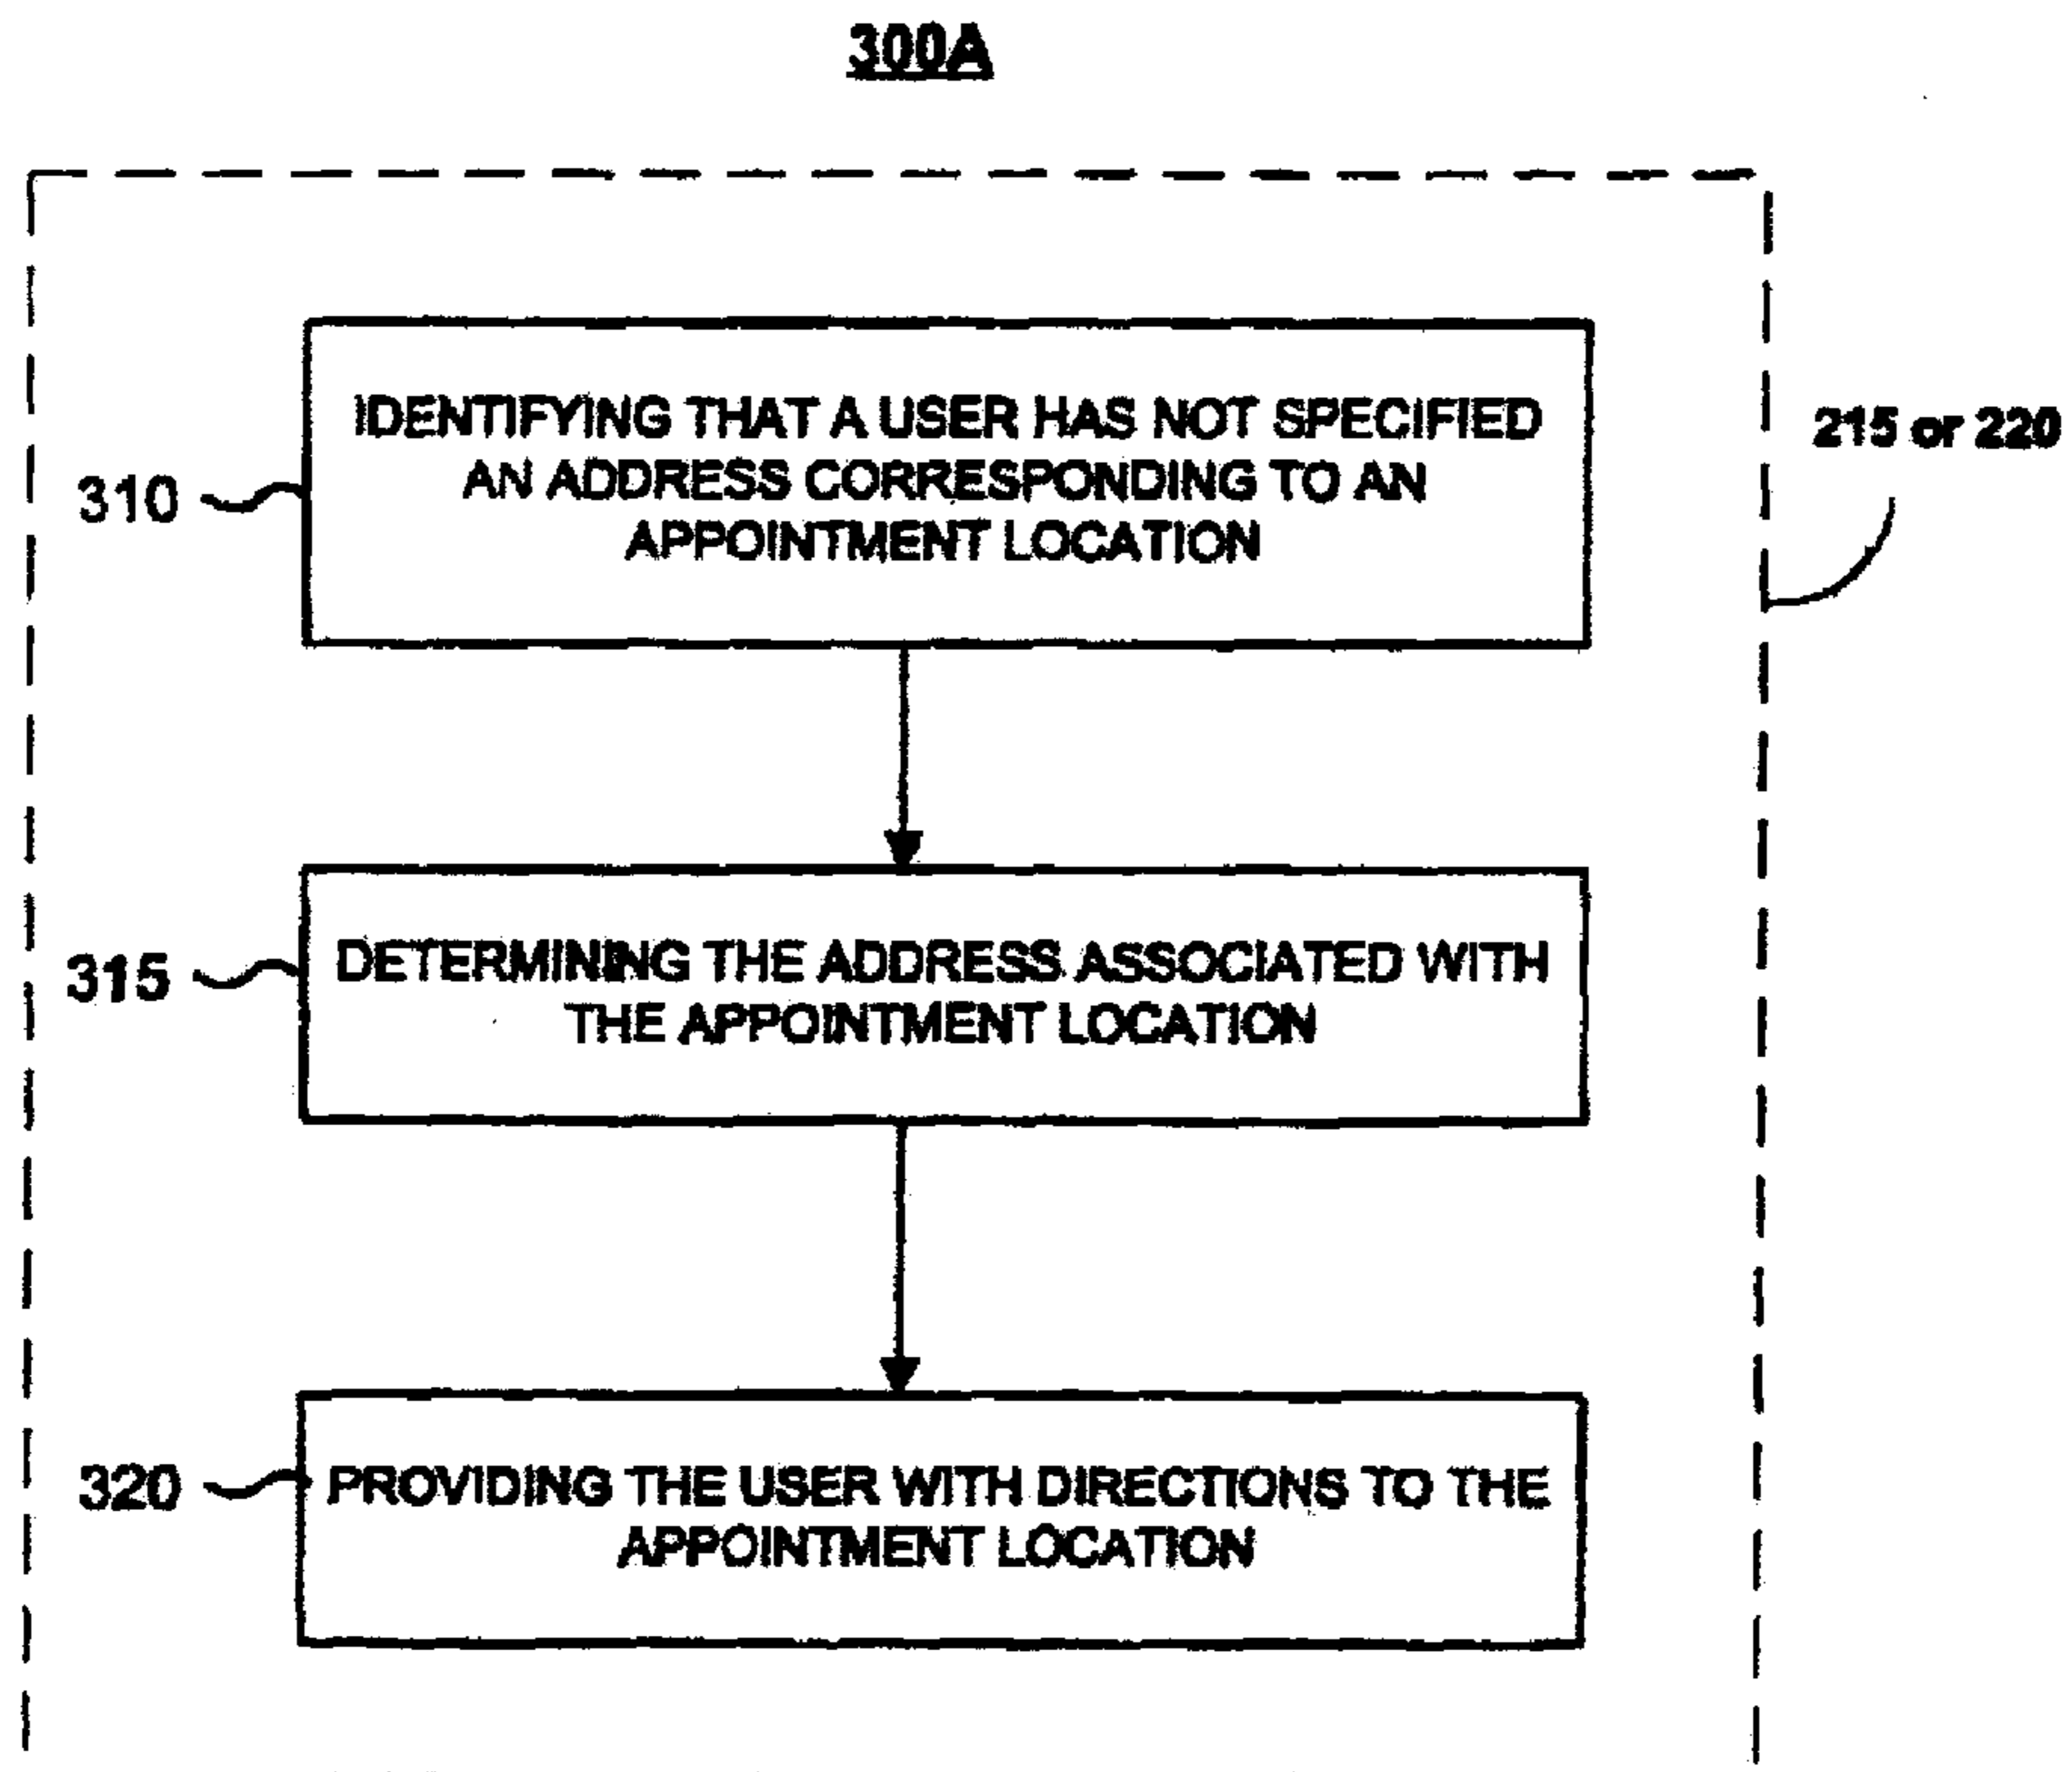 300A
IDENTIFYING THAT A USER HAS NOT SPECIFIED
AN ADDRESS CORRESPONDING TO AN
APPOINTMENT LOCATION
215 or 220
310
DETERMINING THE ADDRESS ASSOCIATED WITH
THE APPOINTMENT LOCATION
315
PROVIDING THE USER WITH DIRECTIONS TO THE
APPOINTMENT LOCATION
320